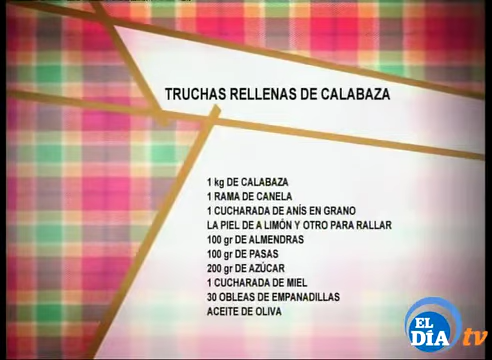 TRUCHAS RELLENAS DE CALABAZA
1 kg DE CALABAZA
1 RAMA DE CANELA
1 CUCHARADA DE ANÍS EN GRANO
LA PIEL DE A LIMÓN Y OTRO PARA RALLAR
100 gr DE ALMENDRAS
100 gr DE PASAS
200 gr DE AZÚCAR
1 CUCHARADA DE MIEL
30 OBLEAS DE EMPANADILLAS
ACEITE DE OLIVA
EL
DÍA tv